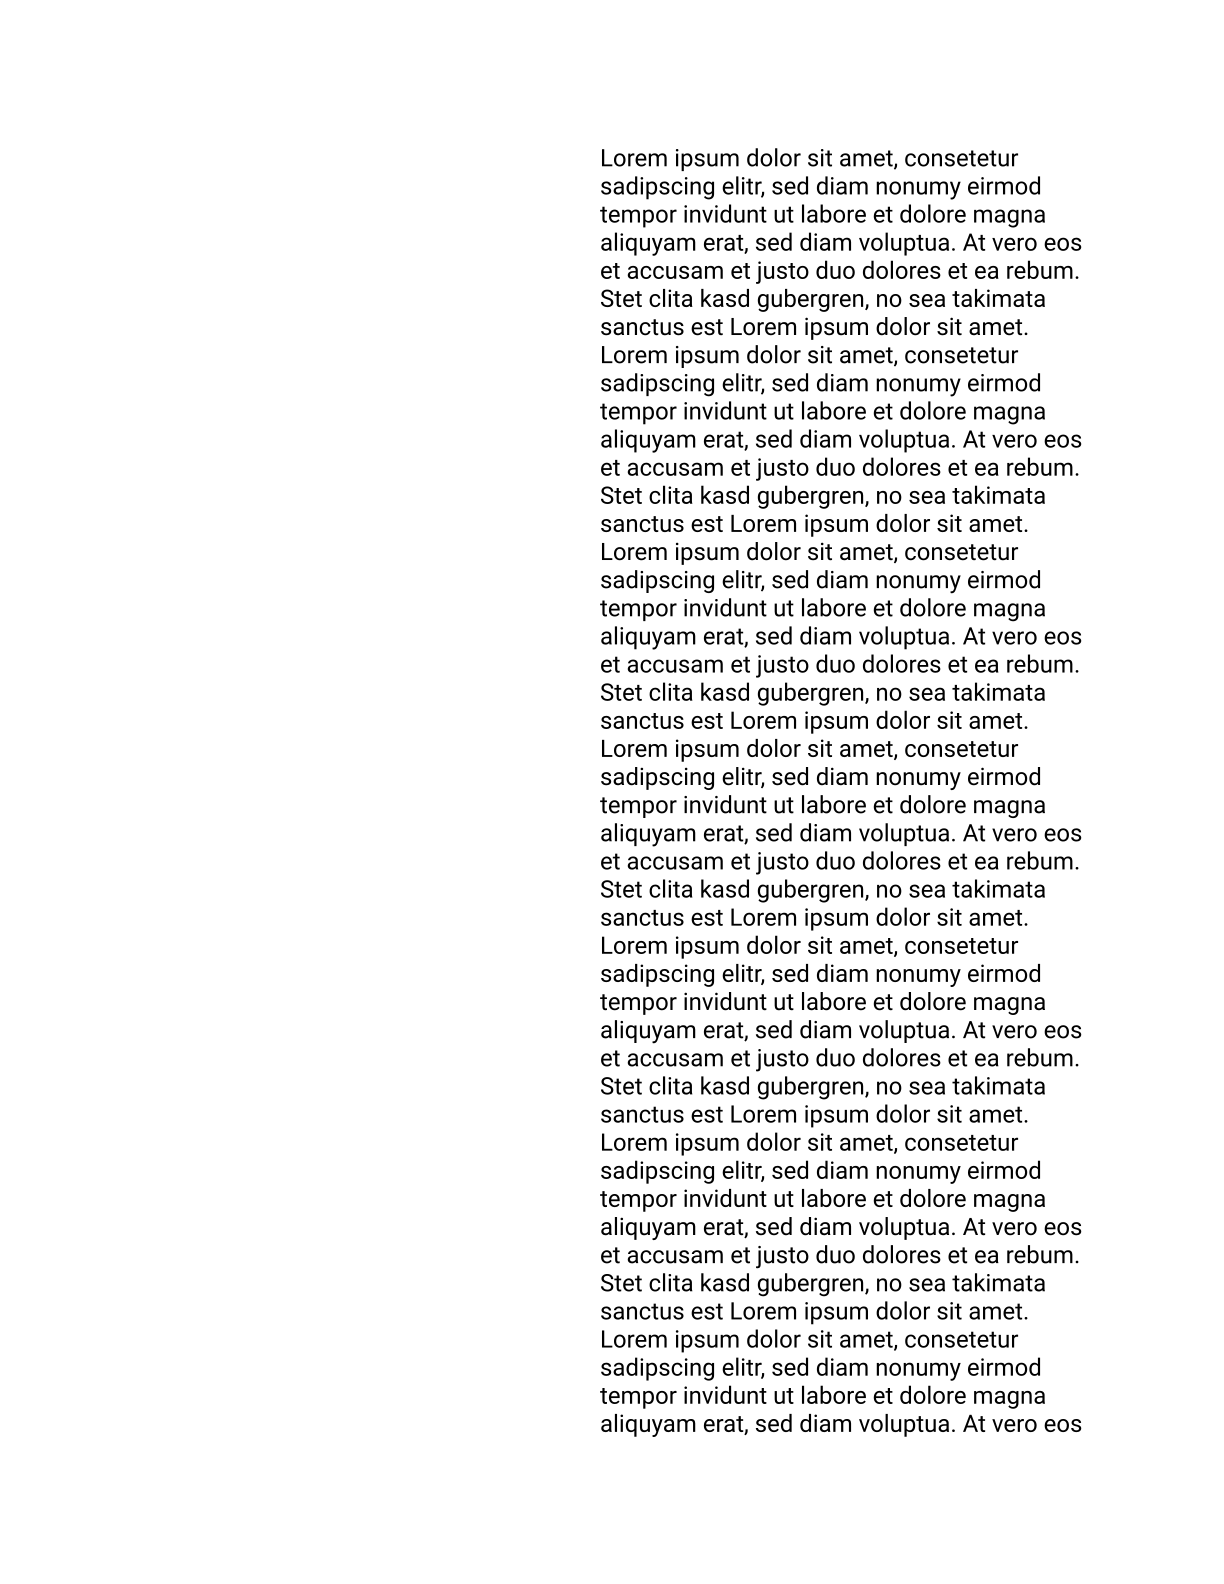 Lorem ipsum dolor sit amet, consetetur
sadipscing elitr, sed diam nonumy eirmod
tempor invidunt ut labore et dolore magna
aliquyam erat, sed diam voluptua. At vero eos
et accusam et justo duo dolores et ea rebum.
Stet clita kasd gubergren, no sea takimata
sanctus est Lorem ipsum dolor sit amet.
Lorem ipsum dolor sit amet, consetetur
sadipscing elitr, sed diam nonumy eirmod
tempor invidunt ut labore et dolore magna
aliquyam erat, sed diam voluptua. At vero eos
et accusam et justo duo dolores et ea rebum.
Stet clita kasd gubergren, no sea takimata
sanctus est Lorem ipsum dolor sit amet.
Lorem ipsum dolor sit amet, consetetur
sadipscing elitr, sed diam nonumy eirmod
tempor invidunt ut labore et dolore magna
aliquyam erat, sed diam voluptua. At vero eos
et accusam et justo duo dolores et ea rebum.
Stet clita kasd gubergren, no sea takimata
sanctus est Lorem ipsum dolor sit amet.
Lorem ipsum dolor sit amet, consetetur
sadipscing elitr, sed diam nonumy eirmod
tempor invidunt ut labore et dolore magna
aliquyam erat, sed diam voluptua. At vero eos
et accusam et justo duo dolores et ea rebum.
Stet clita kasd gubergren, no sea takimata
sanctus est Lorem ipsum dolor sit amet.
Lorem ipsum dolor sit amet, consetetur
sadipscing elitr, sed diam nonumy eirmod
tempor invidunt ut labore et dolore magna
aliquyam erat, sed diam voluptua. At vero eos
et accusam et justo duo dolores et ea rebum.
Stet clita kasd gubergren, no sea takimata
sanctus est Lorem ipsum dolor sit amet.
Lorem ipsum dolor sit amet, consetetur
sadipscing elitr, sed diam nonumy eirmod
tempor invidunt ut labore et dolore magna
aliquyam erat, sed diam voluptua. At vero eos
et accusam et justo duo dolores et ea rebum.
Stet clita kasd gubergren, no sea takimata
sanctus est Lorem ipsum dolor sit amet.
Lorem ipsum dolor sit amet, consetetur
sadipscing elitr, sed diam nonumy eirmod
tempor invidunt ut labore et dolore magna
aliquyam erat, sed diam voluptua. At vero eos